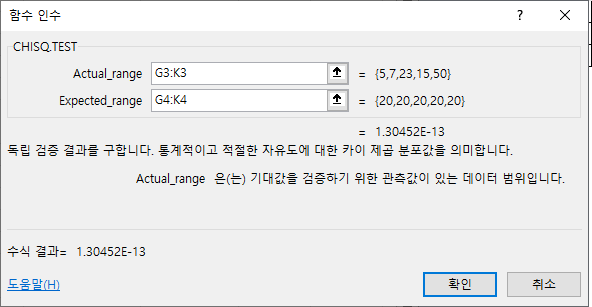 함수 인수
CHISQ.TEST
Actual_range G3:K3 = {5,7,23,15,50}
Expected_range G4:K4 = {20,20,20,20,20}
= 1.30452E-13
독립 검증 결과를 구합니다. 통계적이고 적절한 자유도에 대한 카이 제곱 분포값을 의미합니다.
Actual_range 은(는) 기대값을 검증하기 위한 관측값이 있는 데이터 범위입니다.
수식 결과= 1.30452E-13
도움말(H) 확인 취소